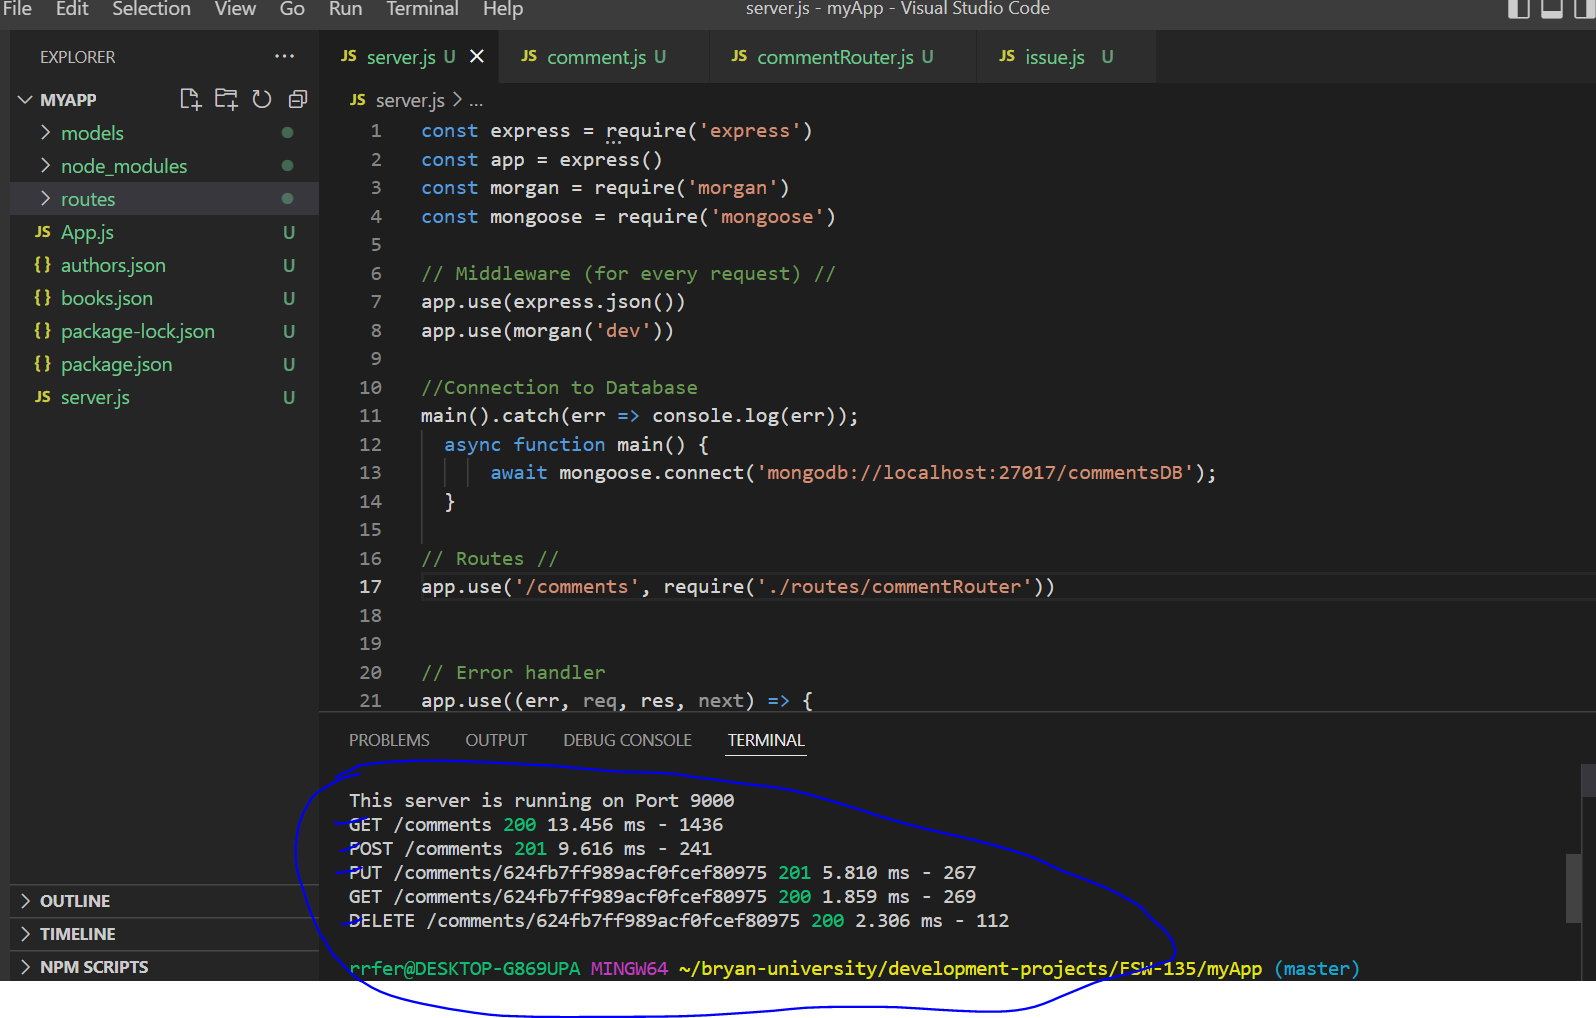 File Edit Selection View Go Run Terminal Help server.js - myApp - Visual Studio Code
EXPLORER ...
MYAPP
models
node_modules
routes
JS App.js U
{} authors.json U
{} books.json U
{} package-lock.json U
{} package.json U
JS server.js U
OUTLINE
TIMELINE
NPM SCRIPTS
JS server.js U JS comment.js U JS commentRouter.js U JS issue.js U
JS server.js > ...
1 const express = require('express')
2 const app = express()
3 const morgan = require('morgan')
4 const mongoose = require('mongoose')
5
6 // Middleware (for every request) //
7 app.use(express.json())
8 app.use(morgan('dev'))
9
10 //Connection to Database
11 main().catch(err => console.log(err));
12 async function main() {
13 await mongoose.connect('mongodb://localhost:27017/commentsDB');
14 }
15
16 // Routes //
17 app.use('/comments', require('./routes/commentRouter'))
18
19
20 // Error handler
21 app.use((err, req, res, next) => {
PROBLEMS OUTPUT DEBUG CONSOLE TERMINAL
This server is running on Port 9000
GET /comments 200 13.456 ms - 1436
POST /comments 201 9.616 ms - 241
PUT /comments/624fb7ff989acf0fcef80975 201 5.810 ms - 267
GET /comments/624fb7ff989acf0fcef80975 200 1.859 ms - 269
DELETE /comments/624fb7ff989acf0fcef80975 200 2.306 ms - 112
rrfer@DESKTOP-G869UPA MINGW64 ~/bryan-university/development-projects/FSW-135/myApp (master)